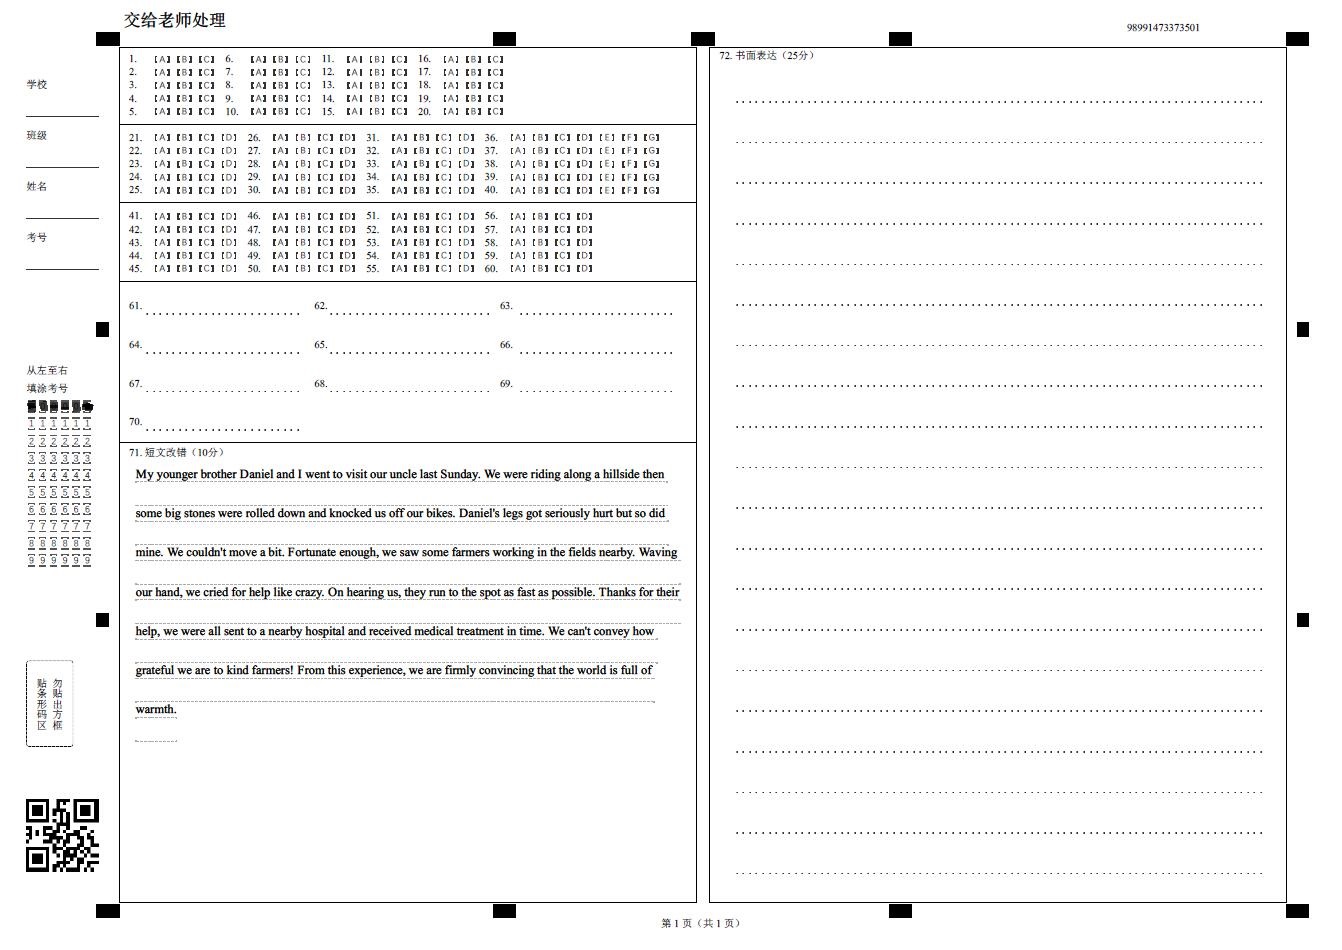 交给老师处理
98991473373501
学校
班级
姓名
考号
从左至右
填涂考号
1 1 1 1 1 1
2 2 2 2 2 2
3 3 3 3 3 3
4 4 4 4 4 4
5 5 5 5 5 5
6 6 6 6 6 6
7 7 7 7 7 7
8 8 8 8 8 8
9 9 9 9 9 9
勿贴出方框
贴条形码区
1. 【A】【B】【C】 6. 【A】【B】【C】 11. 【A】【B】【C】 16. 【A】【B】【C】
2. 【A】【B】【C】 7. 【A】【B】【C】 12. 【A】【B】【C】 17. 【A】【B】【C】
3. 【A】【B】【C】 8. 【A】【B】【C】 13. 【A】【B】【C】 18. 【A】【B】【C】
4. 【A】【B】【C】 9. 【A】【B】【C】 14. 【A】【B】【C】 19. 【A】【B】【C】
5. 【A】【B】【C】 10. 【A】【B】【C】 15. 【A】【B】【C】 20. 【A】【B】【C】
21. 【A】【B】【C】【D】 26. 【A】【B】【C】【D】 31. 【A】【B】【C】【D】 36. 【A】【B】【C】【D】【E】【F】【G】
22. 【A】【B】【C】【D】 27. 【A】【B】【C】【D】 32. 【A】【B】【C】【D】 37. 【A】【B】【C】【D】【E】【F】【G】
23. 【A】【B】【C】【D】 28. 【A】【B】【C】【D】 33. 【A】【B】【C】【D】 38. 【A】【B】【C】【D】【E】【F】【G】
24. 【A】【B】【C】【D】 29. 【A】【B】【C】【D】 34. 【A】【B】【C】【D】 39. 【A】【B】【C】【D】【E】【F】【G】
25. 【A】【B】【C】【D】 30. 【A】【B】【C】【D】 35. 【A】【B】【C】【D】 40. 【A】【B】【C】【D】【E】【F】【G】
41. 【A】【B】【C】【D】 46. 【A】【B】【C】【D】 51. 【A】【B】【C】【D】 56. 【A】【B】【C】【D】
42. 【A】【B】【C】【D】 47. 【A】【B】【C】【D】 52. 【A】【B】【C】【D】 57. 【A】【B】【C】【D】
43. 【A】【B】【C】【D】 48. 【A】【B】【C】【D】 53. 【A】【B】【C】【D】 58. 【A】【B】【C】【D】
44. 【A】【B】【C】【D】 49. 【A】【B】【C】【D】 54. 【A】【B】【C】【D】 59. 【A】【B】【C】【D】
45. 【A】【B】【C】【D】 50. 【A】【B】【C】【D】 55. 【A】【B】【C】【D】 60. 【A】【B】【C】【D】
61. 62. 63.
64. 65. 66.
67. 68. 69.
70.
71. 短文改错（10分）
My younger brother Daniel and I went to visit our uncle last Sunday. We were riding along a hillside then
some big stones were rolled down and knocked us off our bikes. Daniel's legs got seriously hurt but so did
mine. We couldn't move a bit. Fortunate enough, we saw some farmers working in the fields nearby. Waving
our hand, we cried for help like crazy. On hearing us, they run to the spot as fast as possible. Thanks for their
help, we were all sent to a nearby hospital and received medical treatment in time. We can't convey how
grateful we are to kind farmers! From this experience, we are firmly convincing that the world is full of
warmth.
72. 书面表达（25分）
第 1 页（共 1 页）